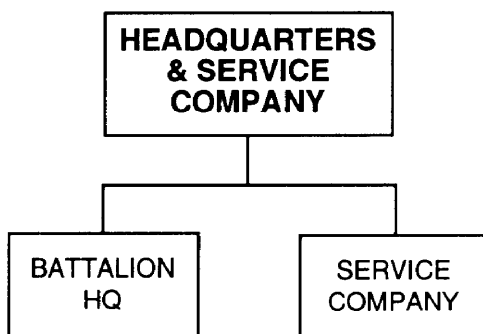 HEADQUARTERS
& SERVICE
COMPANY
BATTALION
HQ
SERVICE
COMPANY